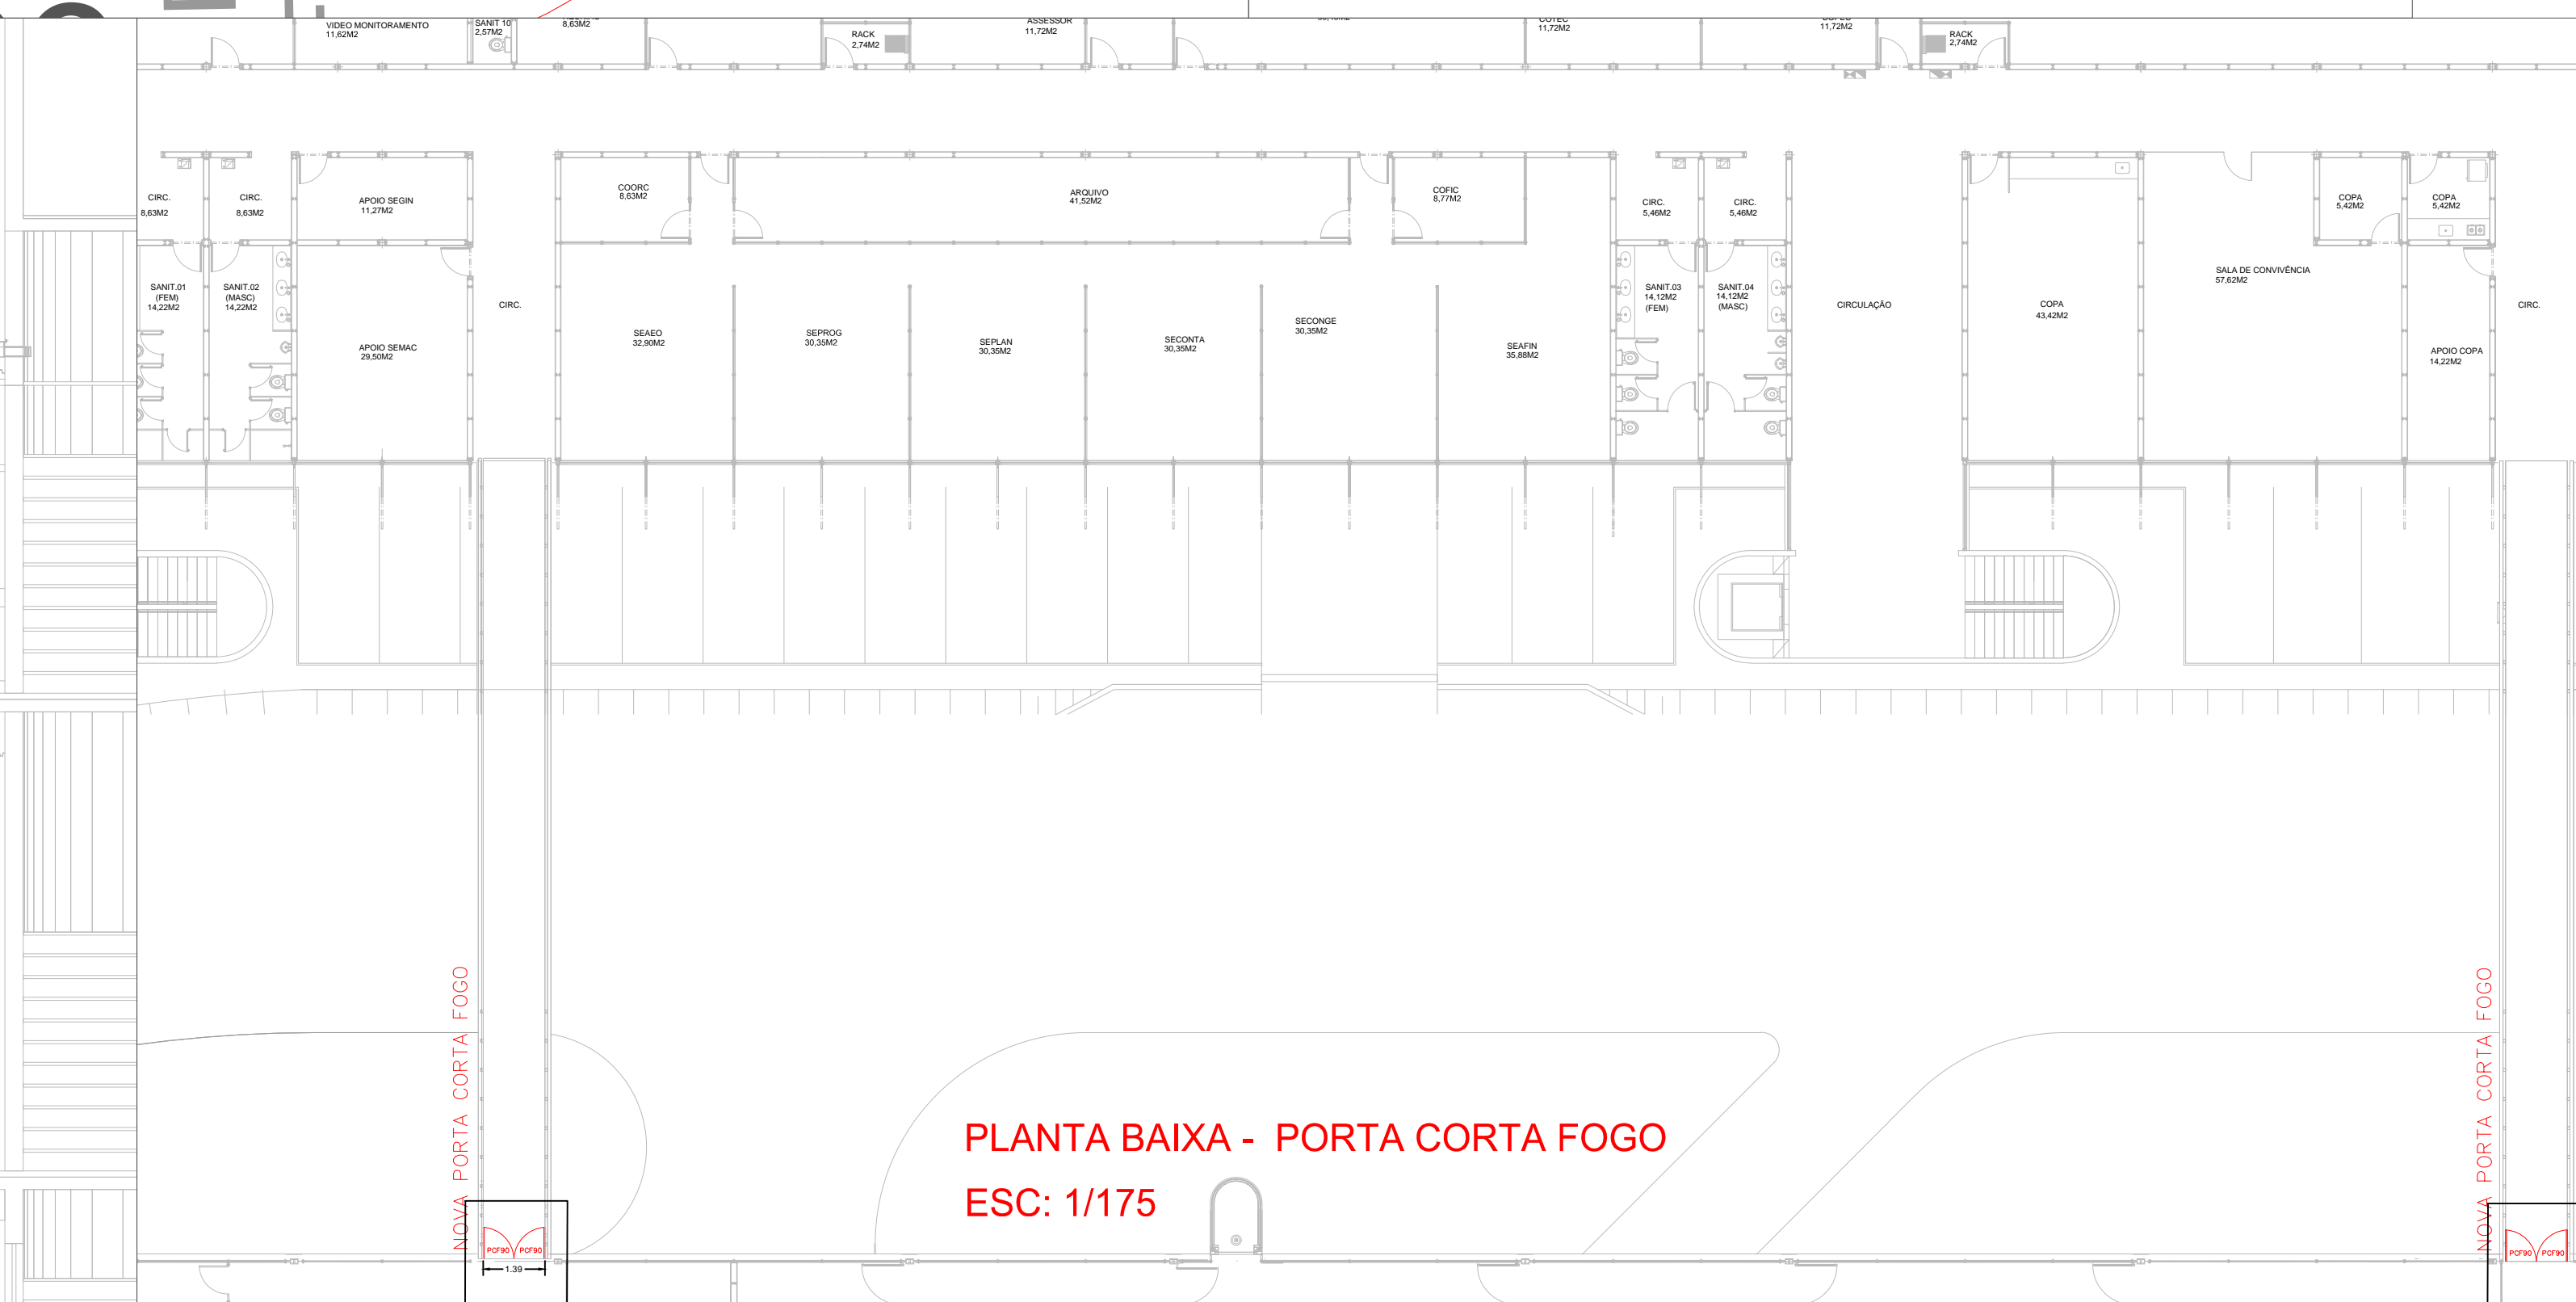 VIDEO MONITORAMENTO
11,62M2
SANIT 10
2,57M2
8,63M2
RACK
2,74M2
ASSESSOR
11,72M2
COTEC
11,72M2
11,72M2
RACK
2,74M2
CIRC.
8,63M2
CIRC.
8,63M2
APOIO SEGIN
11,27M2
COORC
8,63M2
ARQUIVO
41,52M2
COFIC
8,77M2
CIRC.
5,46M2
CIRC.
5,46M2
COPA
5,42M2
COPA
5,42M2
SANIT.01
(FEM)
14,22M2
SANIT.02
(MASC)
14,22M2
APOIO SEMAC
29,50M2
CIRC.
SEAEO
32,90M2
SEPROG
30,35M2
SEPLAN
30,35M2
SECONTA
30,35M2
SECONGE
30,35M2
SEAFIN
35,88M2
SANIT.03
14,12M2
(FEM)
SANIT.04
14,12M2
(MASC)
CIRCULAÇÃO
COPA
43,42M2
SALA DE CONVIVÊNCIA
57,62M2
APOIO COPA
14,22M2
CIRC.
NOVA PORTA CORTA FOGO
NOVA PORTA CORTA FOGO
PLANTA BAIXA - PORTA CORTA FOGO
ESC: 1/175
PCF90 PCF90
1.39
PCF90 PCF90